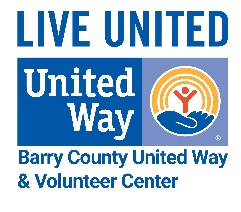 LIVE UNITED
United
Way
®
Barry County United Way
& Volunteer Center